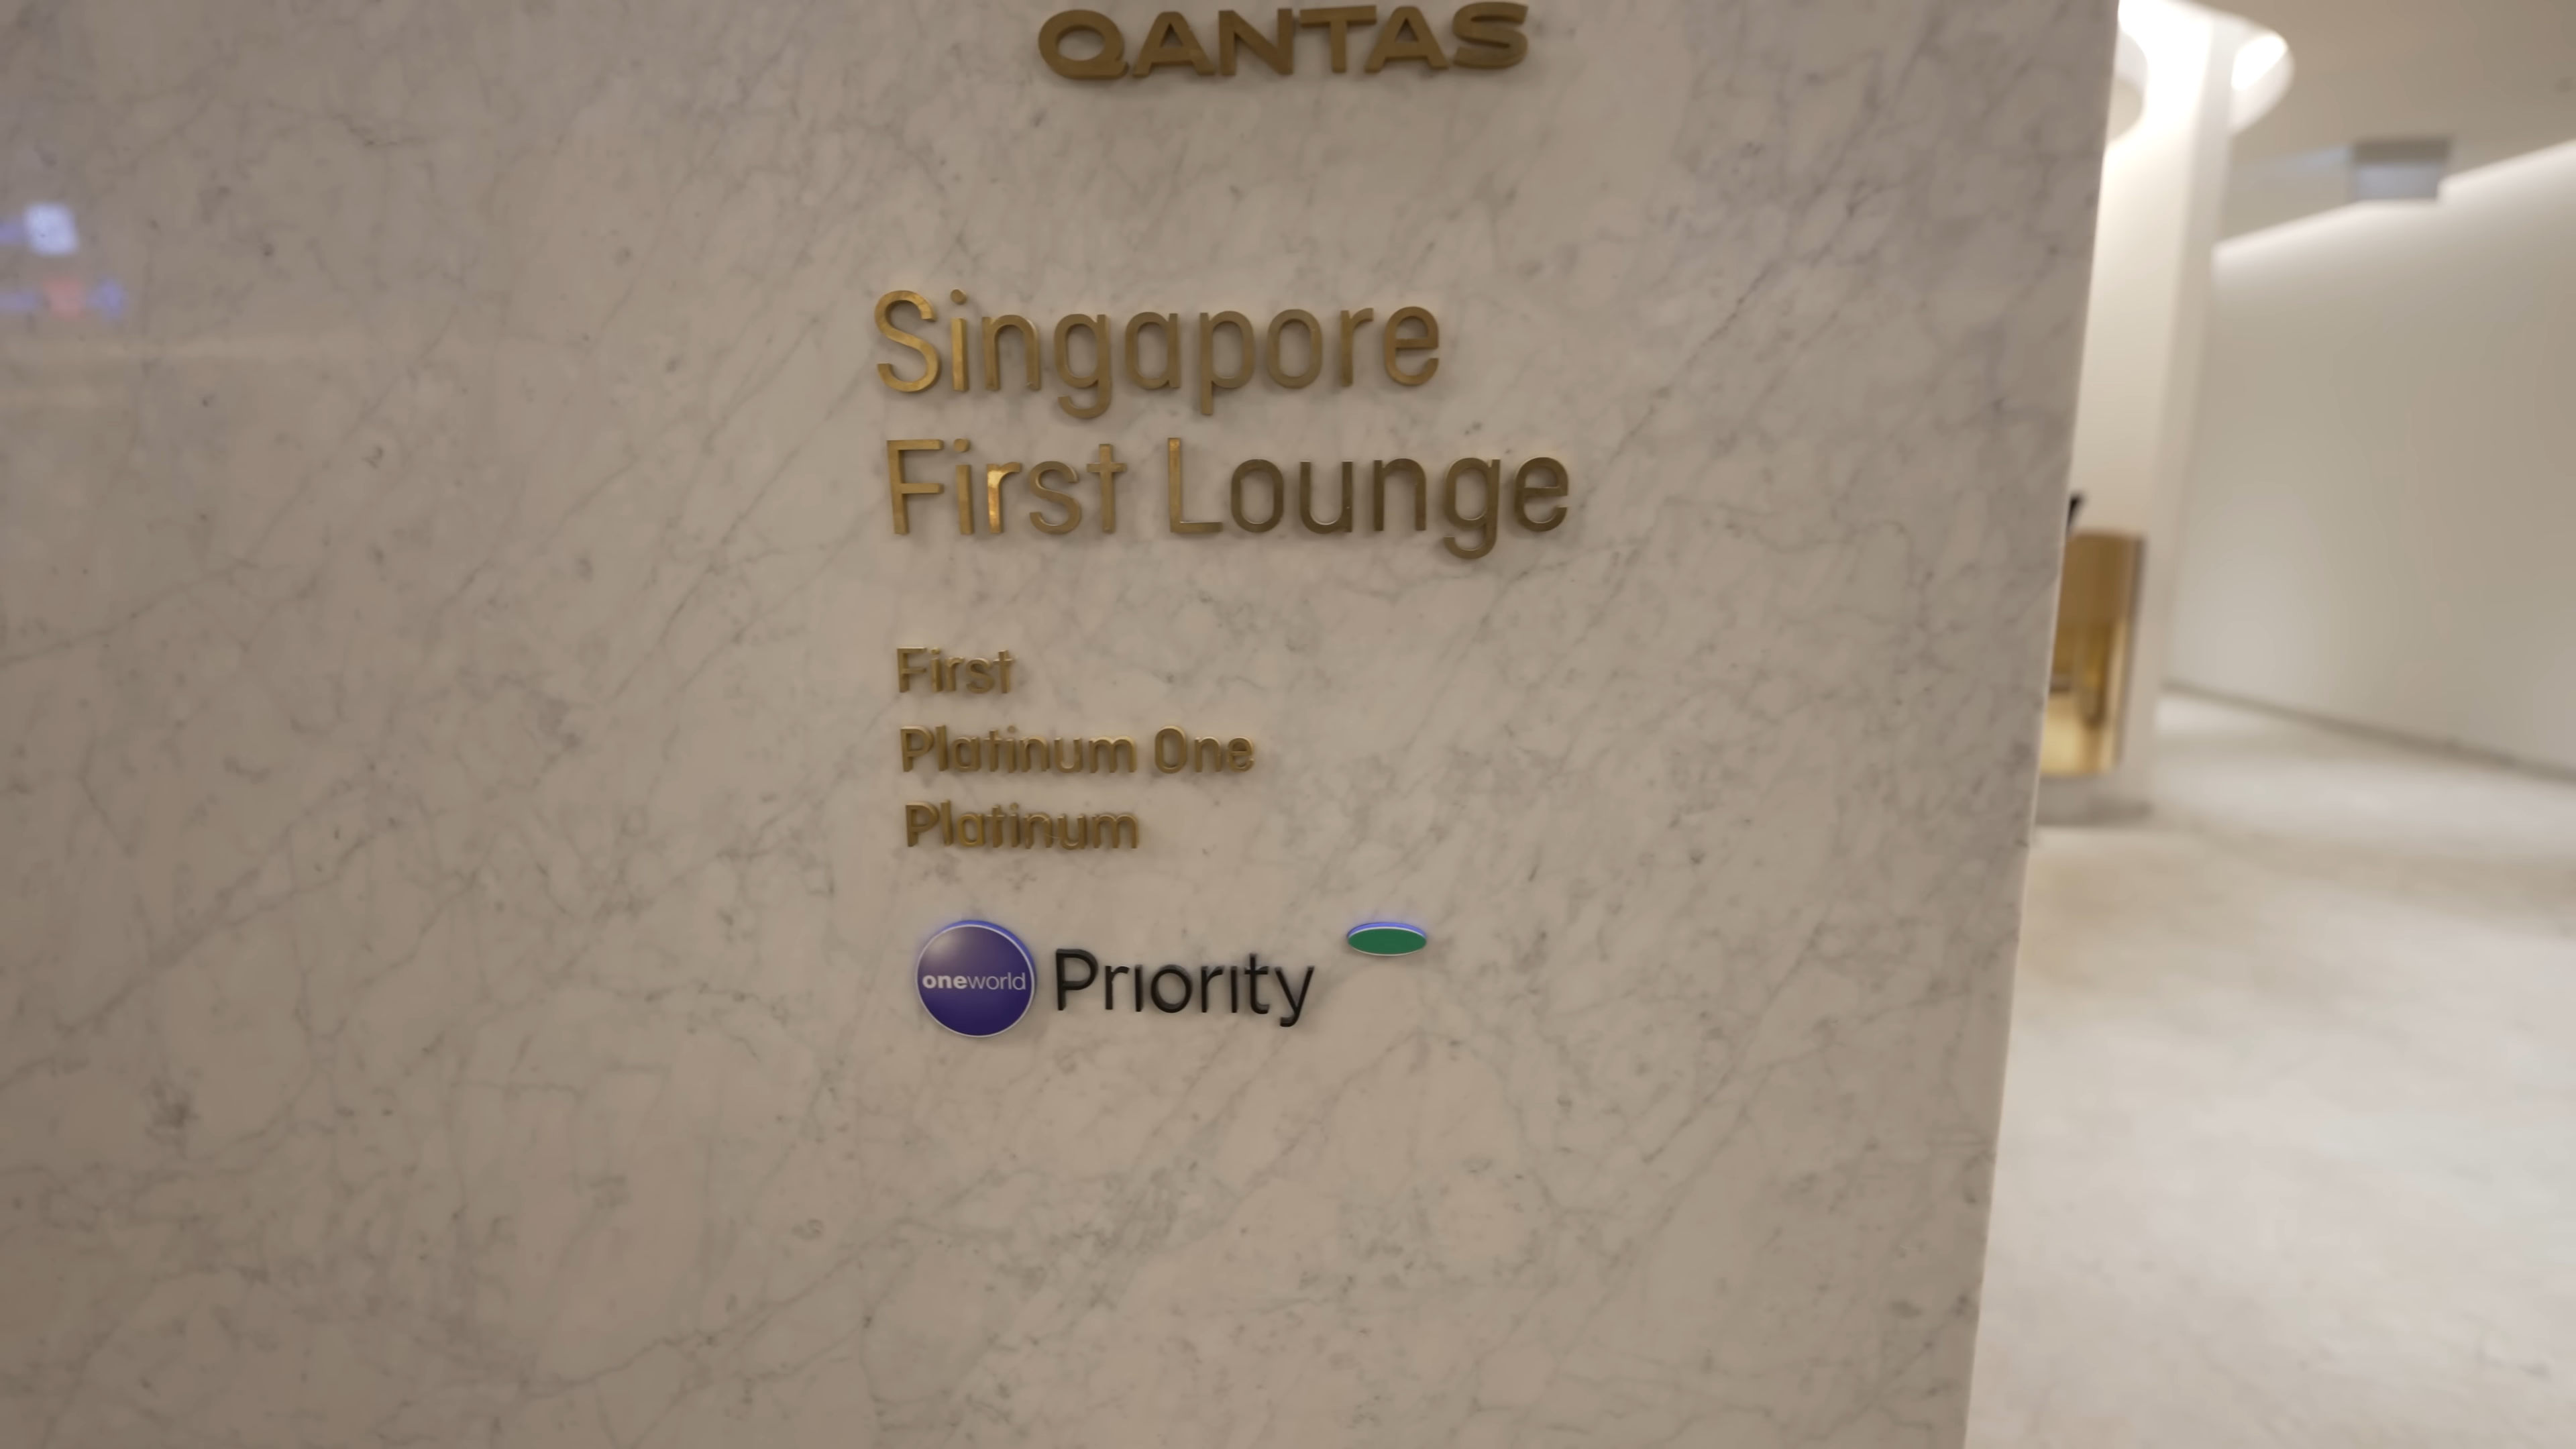 QANTAS
Singapore
First Lounge
First
Platinum One
Platinum
oneworld Priority